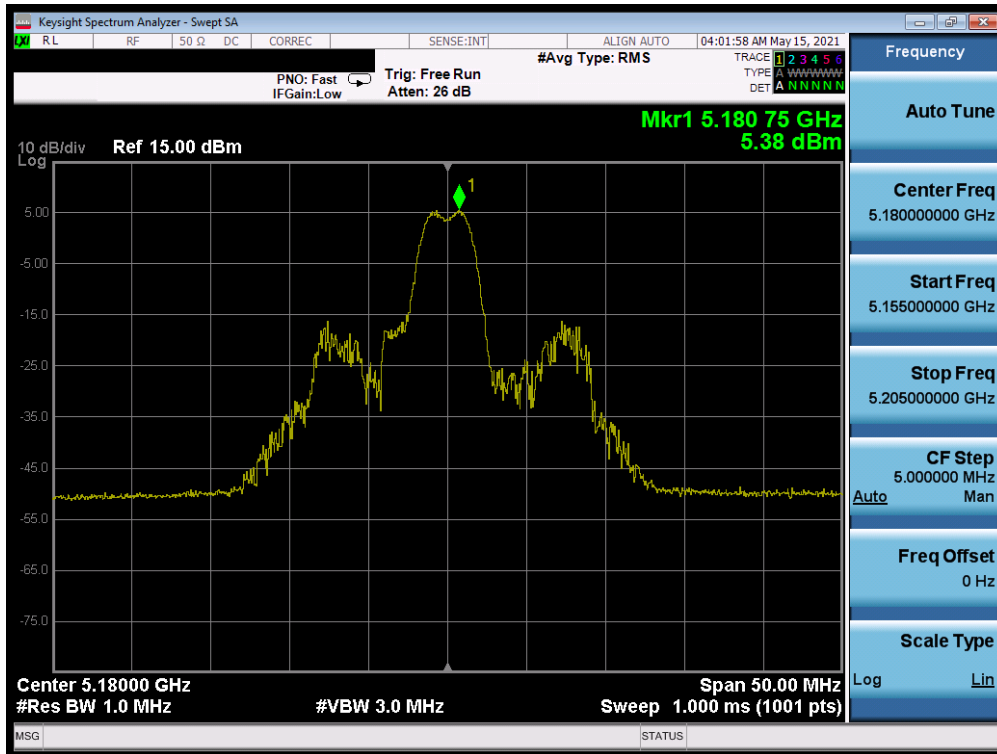 Keysight Spectrum Analyzer - Swept SA
LXI RL RF 50 Ω DC CORREC SENSE:INT ALIGN AUTO 04:01:58 AM May 15, 2021
#Avg Type: RMS TRACE 1 2 3 4 5 6
PNO: Fast Trig: Free Run TYPE A WWWWW
IFGain:Low Atten: 26 dB DET A N N N N N
Mkr1 5.180 75 GHz
5.38 dBm
10 dB/div Ref 15.00 dBm
Log
1
5.00
-5.00
-15.0
-25.0
-35.0
-45.0
-55.0
-65.0
-75.0
Center 5.18000 GHz Span 50.00 MHz
#Res BW 1.0 MHz #VBW 3.0 MHz Sweep 1.000 ms (1001 pts)
MSG STATUS
Frequency
Auto Tune
Center Freq
5.180000000 GHz
Start Freq
5.155000000 GHz
Stop Freq
5.205000000 GHz
CF Step
5.000000 MHz
Auto Man
Freq Offset
0 Hz
Scale Type
Log Lin